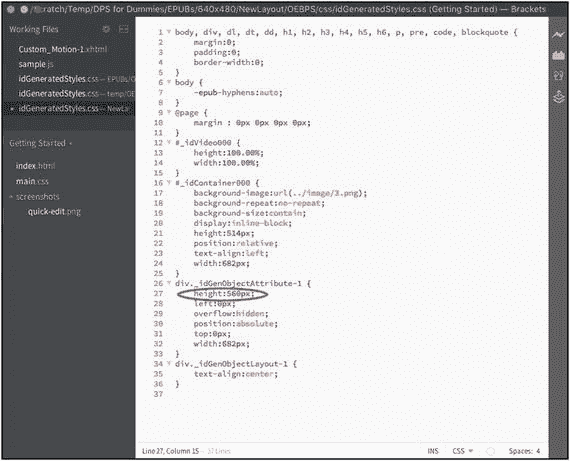 /Scratch/Temp/DPS for Dummies/EPUBs/640x480/NewLayout/OEBPS/css/idGeneratedStyles.css (Getting Started) — Brackets
Working Files
Custom_Motion-1.xhtml
sample.js
idGeneratedStyles.css — EPUBs/O
idGeneratedStyles.css — temp/OE
idGeneratedStyles.css — NewLay
Getting Started
index.html
main.css
screenshots
quick-edit.png
1 body, div, dl, dt, dd, h1, h2, h3, h4, h5, h6, p, pre, code, blockquote {
2 margin:0;
3 padding:0;
4 border-width:0;
5 }
6 body {
7 -epub-hyphens:auto;
8 }
9 @page {
10 margin : 0px 0px 0px 0px;
11 }
12 #_idVideo000 {
13 height:100.00%;
14 width:100.00%;
15 }
16 #_idContainer000 {
17 background-image:url(../image/3.png);
18 background-repeat:no-repeat;
19 background-size:contain;
20 display:inline-block;
21 height:514px;
22 position:relative;
23 text-align:left;
24 width:682px;
25 }
26 div._idGenObjectAttribute-1 {
27 height:560px;
28 left:0px;
29 overflow:hidden;
30 position:absolute;
31 top:0px;
32 width:682px;
33 }
34 div._idGenObjectLayout-1 {
35 text-align:center;
36 }
37
Line 27, Column 15 - 37 Lines
INS CSS Spaces: 4